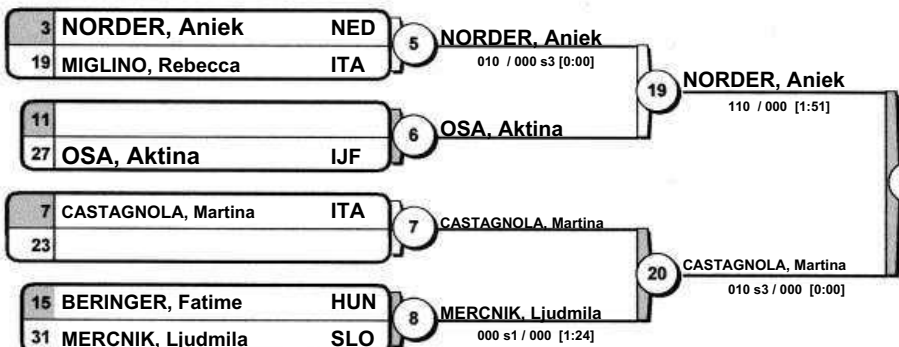 3 NORDER, Aniek NED
19 MIGLINO, Rebecca ITA
5
NORDER, Aniek
010 / 000 s3 [0:00]
11
27 OSA, Aktina IJF
6
OSA, Aktina
19
NORDER, Aniek
110 / 000 [1:51]
7 CASTAGNOLA, Martina ITA
23
7
CASTAGNOLA, Martina
15 BERINGER, Fatime HUN
31 MERCNIK, Ljudmila SLO
8
MERCNIK, Ljudmila
000 s1 / 000 [1:24]
20
CASTAGNOLA, Martina
010 s3 / 000 [0:00]